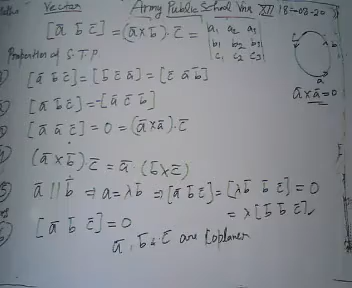 Vector Army Public School Vns XII 18-08-20
[ā b̄ c̄] = (ā×b̄)·c̄ = | a₁ a₂ a₃
b₁ b₂ b₃
c₁ c₂ c₃ |
ā×ā = 0
Properties of S.T.P.
[ā b̄ c̄] = [b̄ c̄ ā] = [c̄ ā b̄]
[ā b̄ c̄] = -[ā c̄ b̄]
[ā ā c̄] = 0 = (ā×ā)·c̄
(ā×b̄)·c̄ = ā·(b̄×c̄)
ā || b̄ ⇒ a = λb̄ ⇒ [ā b̄ c̄] = [λb̄ b̄ c̄] = 0
= λ[b̄ b̄ c̄]
[ā b̄ c̄] = 0
ā, b̄ & c̄ are Coplaner